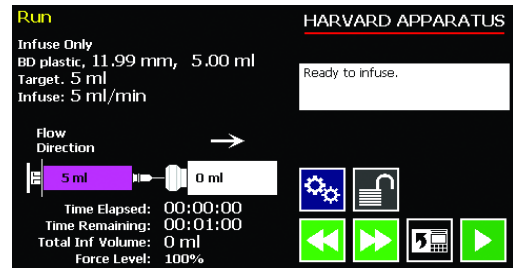 Run
HARVARD APPARATUS
Infuse Only
BD plastic, 11.99 mm, 5.00 ml
Target. 5 ml
Infuse: 5 ml/min
Ready to infuse.
Flow
Direction
5 ml
0 ml
Time Elapsed: 00:00:00
Time Remaining: 00:01:00
Total Inf Volume: 0 ml
Force Level: 100%
5